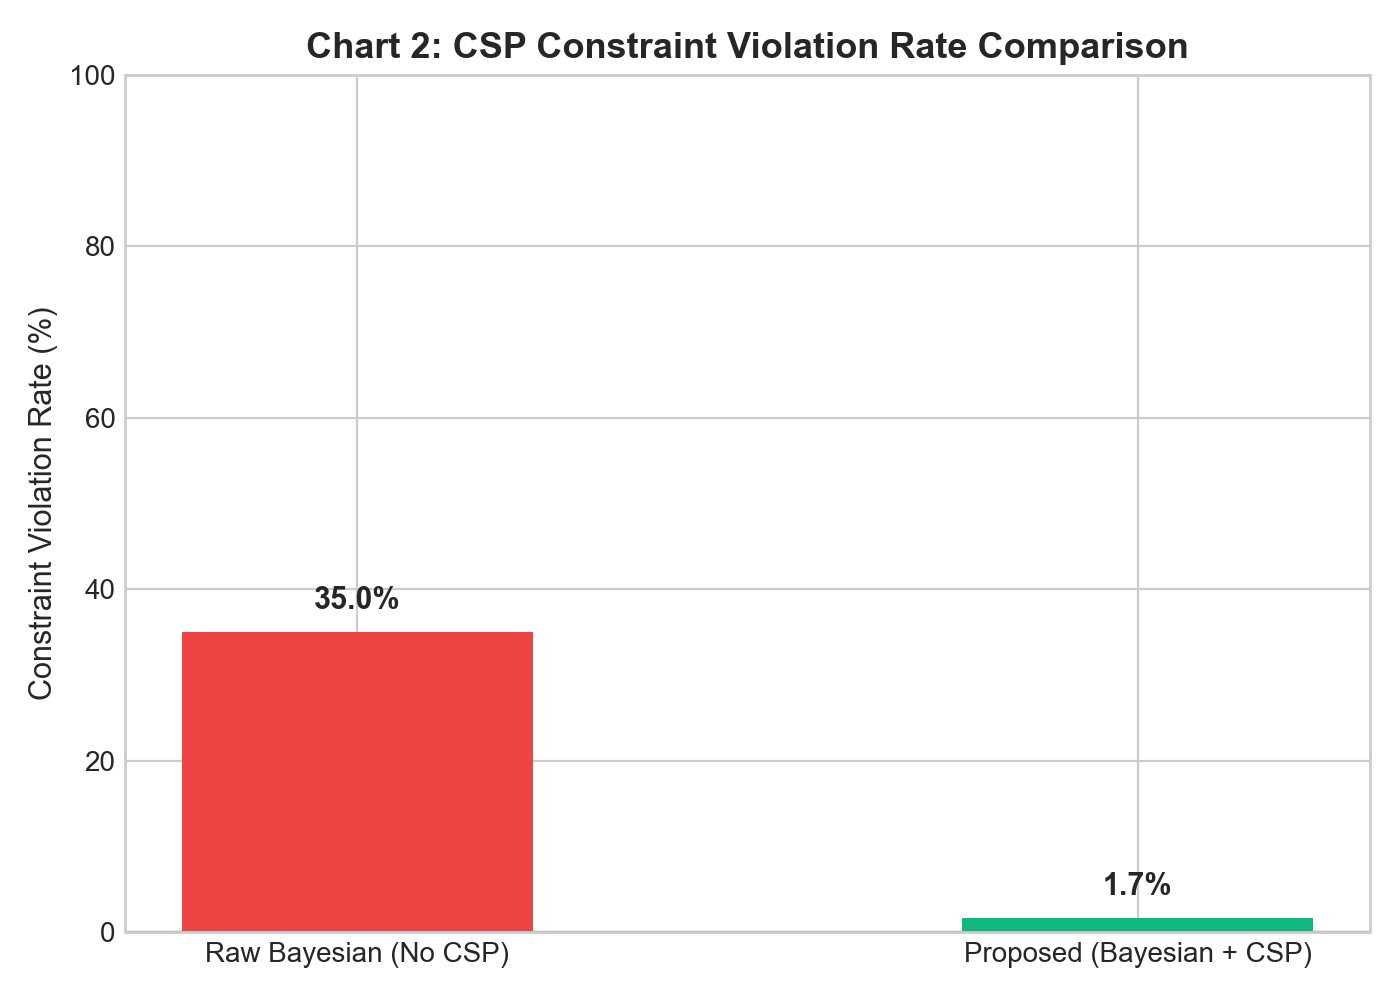 Chart 2: CSP Constraint Violation Rate Comparison
Constraint Violation Rate (%)
100
80
60
40
20
0
35.0%
1.7%
Raw Bayesian (No CSP)
Proposed (Bayesian + CSP)